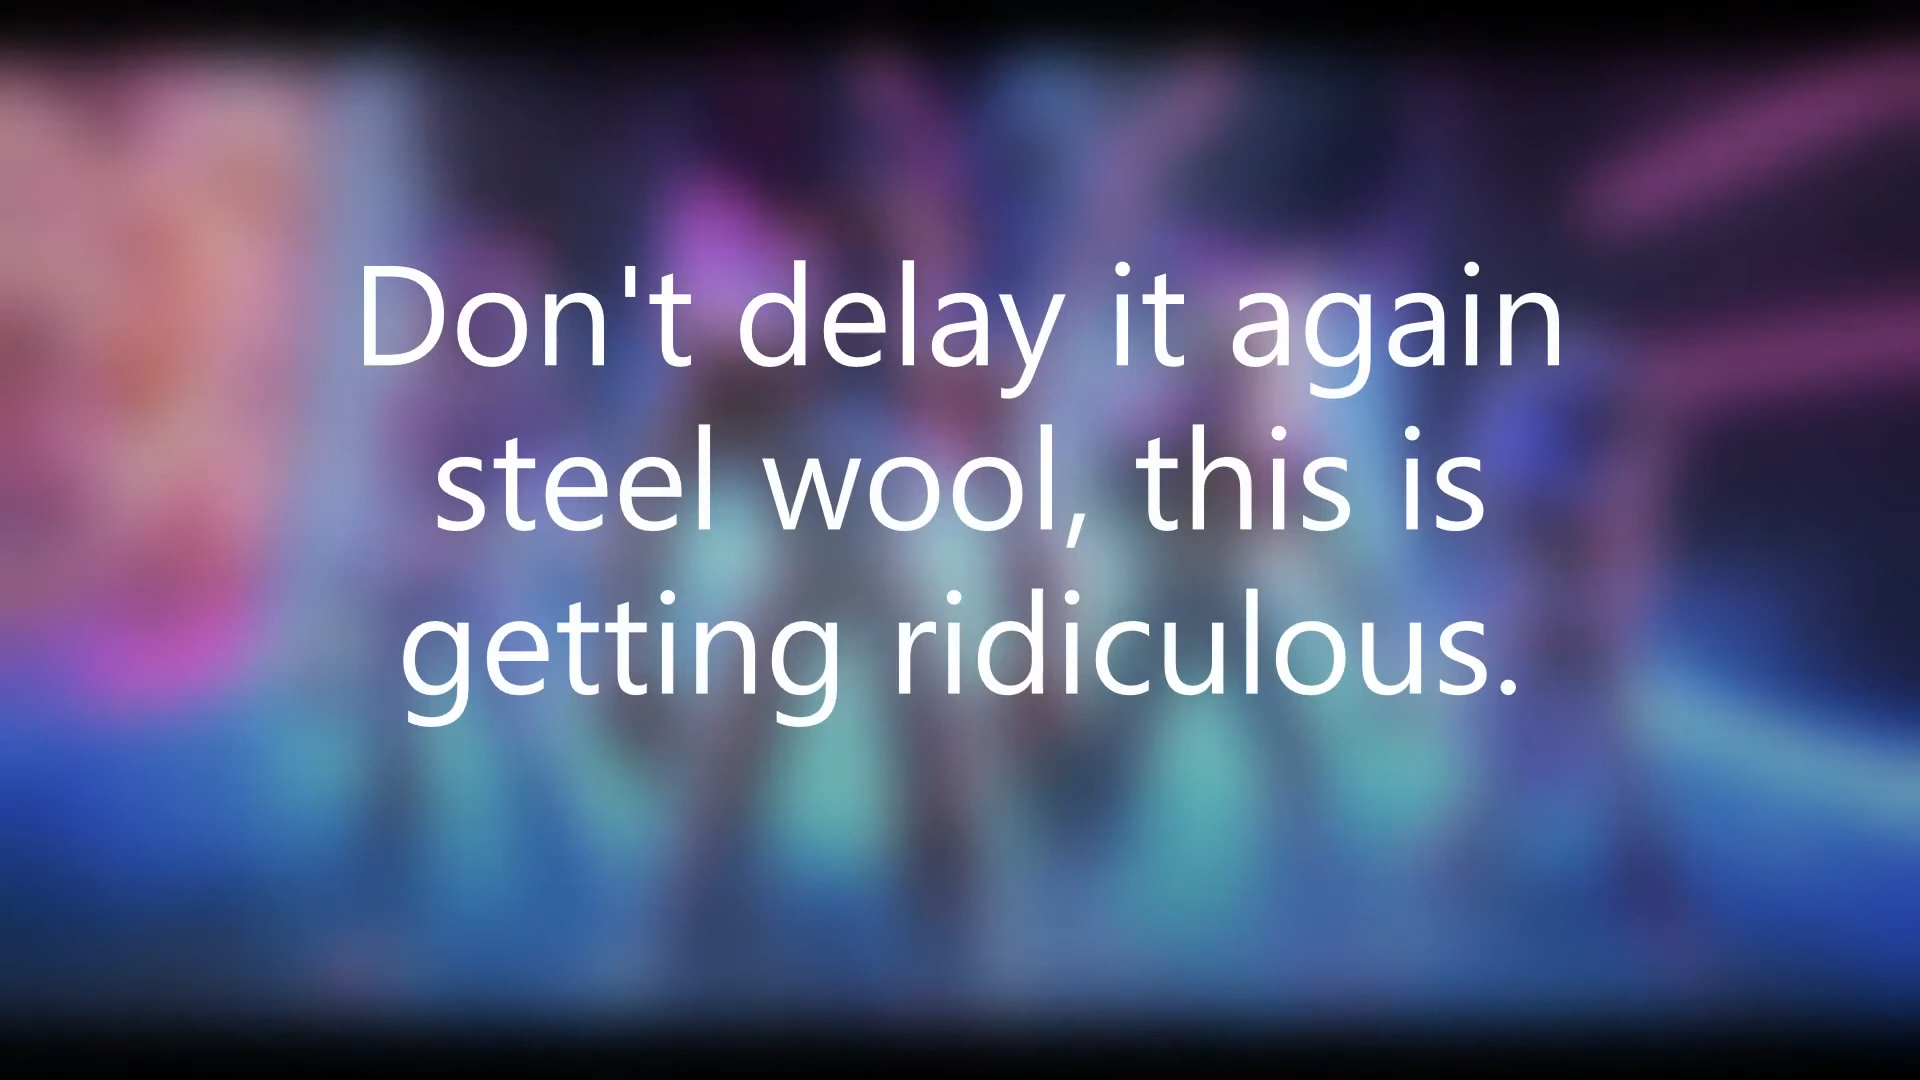 Don't delay it again
steel wool, this is
getting ridiculous.